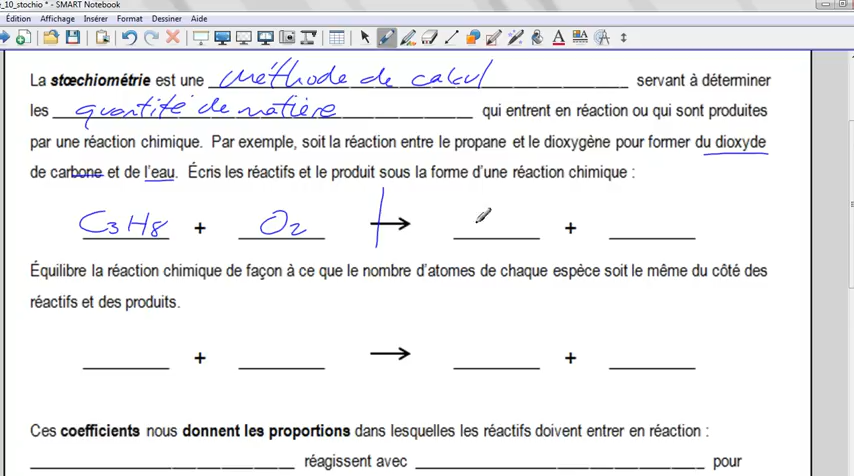 e_10_stochio * - SMART Notebook
Édition Affichage Insérer Format Dessiner Aide
La stœchiométrie est une méthode de calcul servant à déterminer
les quantité de matière qui entrent en réaction ou qui sont produites
par une réaction chimique. Par exemple, soit la réaction entre le propane et le dioxygène pour former du dioxyde
de carbone et de l'eau. Écris les réactifs et le produit sous la forme d'une réaction chimique :
C3H8 + O2 → +
Équilibre la réaction chimique de façon à ce que le nombre d'atomes de chaque espèce soit le même du côté des
réactifs et des produits.
+ → +
Ces coefficients nous donnent les proportions dans lesquelles les réactifs doivent entrer en réaction :
réagissent avec pour